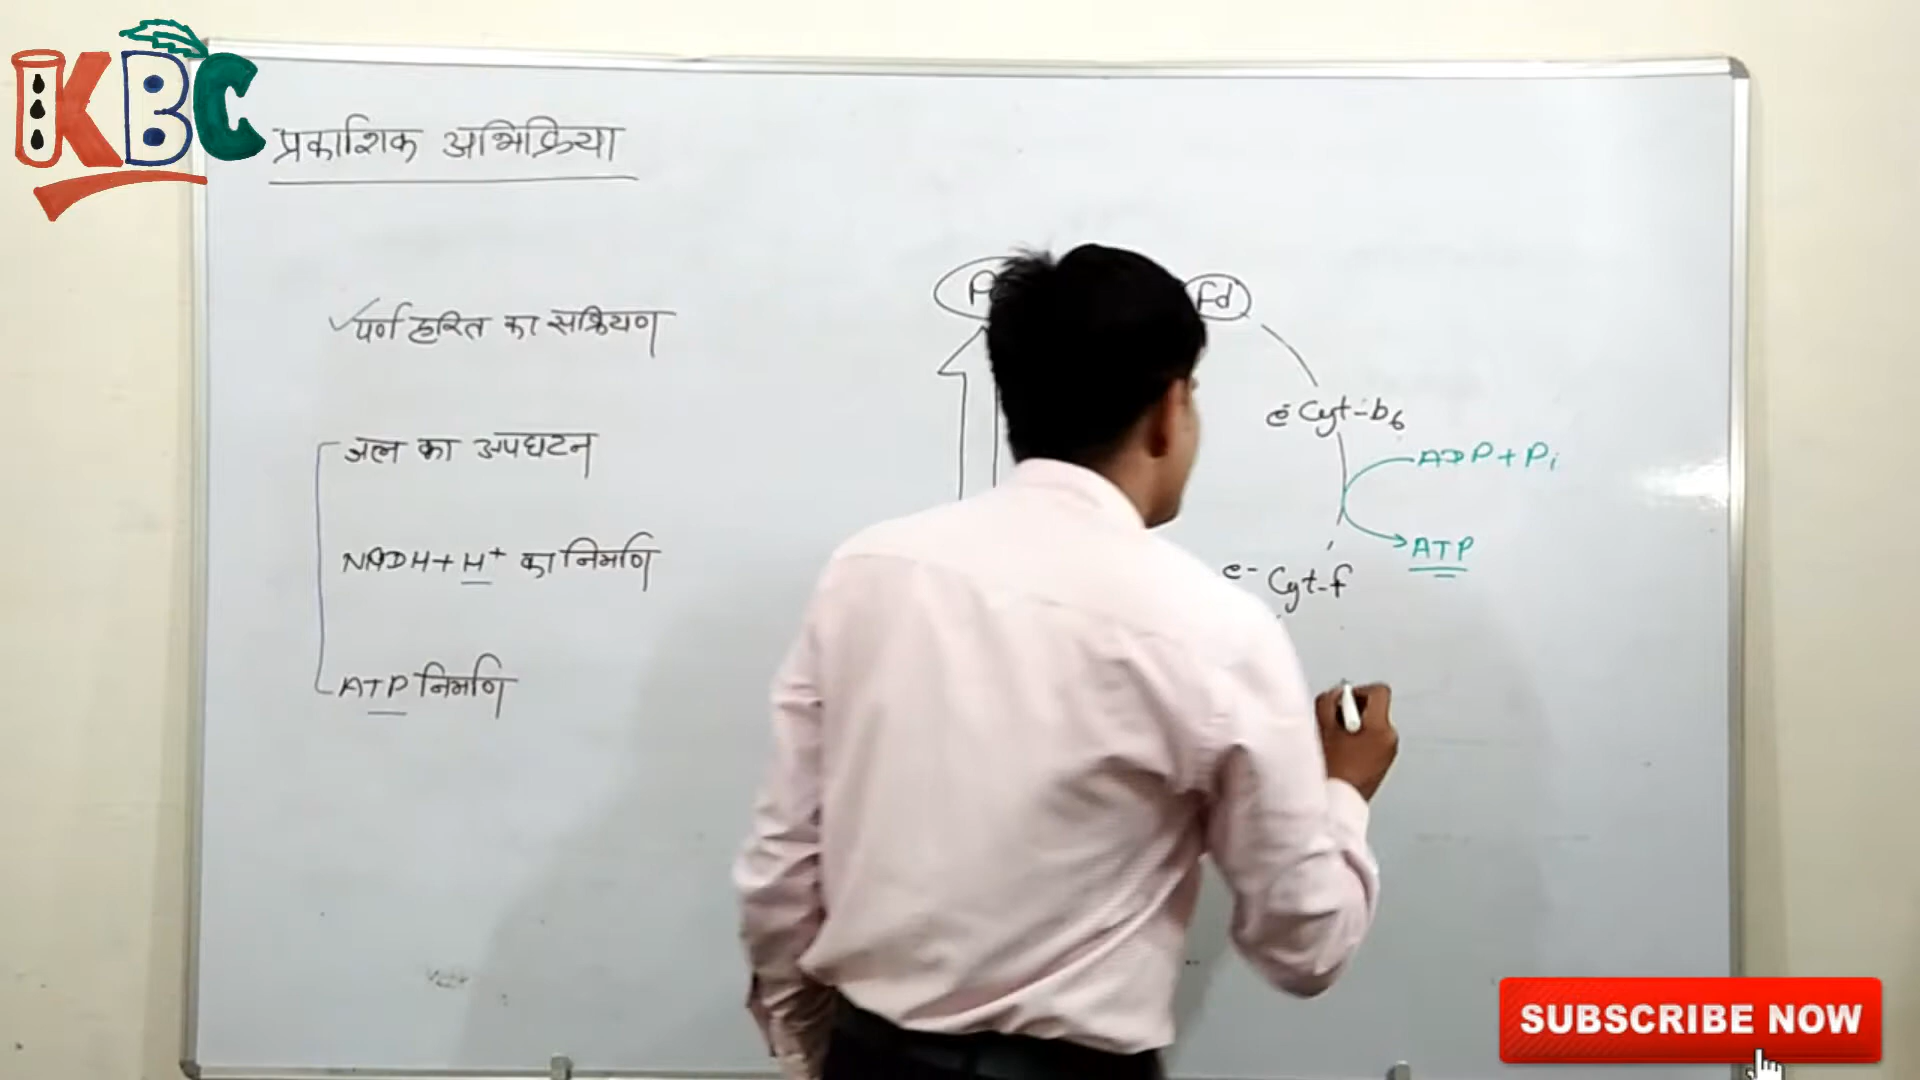 KBC
प्रकाशिक अभिक्रिया
पर्णहरित का सक्रियण
जल का अपघटन
NADH+H⁺ का निर्माण
ATP निर्माण
Fd
e⁻ Cyt-b₆
ADP+Pi
ATP
e⁻ Cyt-f
SUBSCRIBE NOW